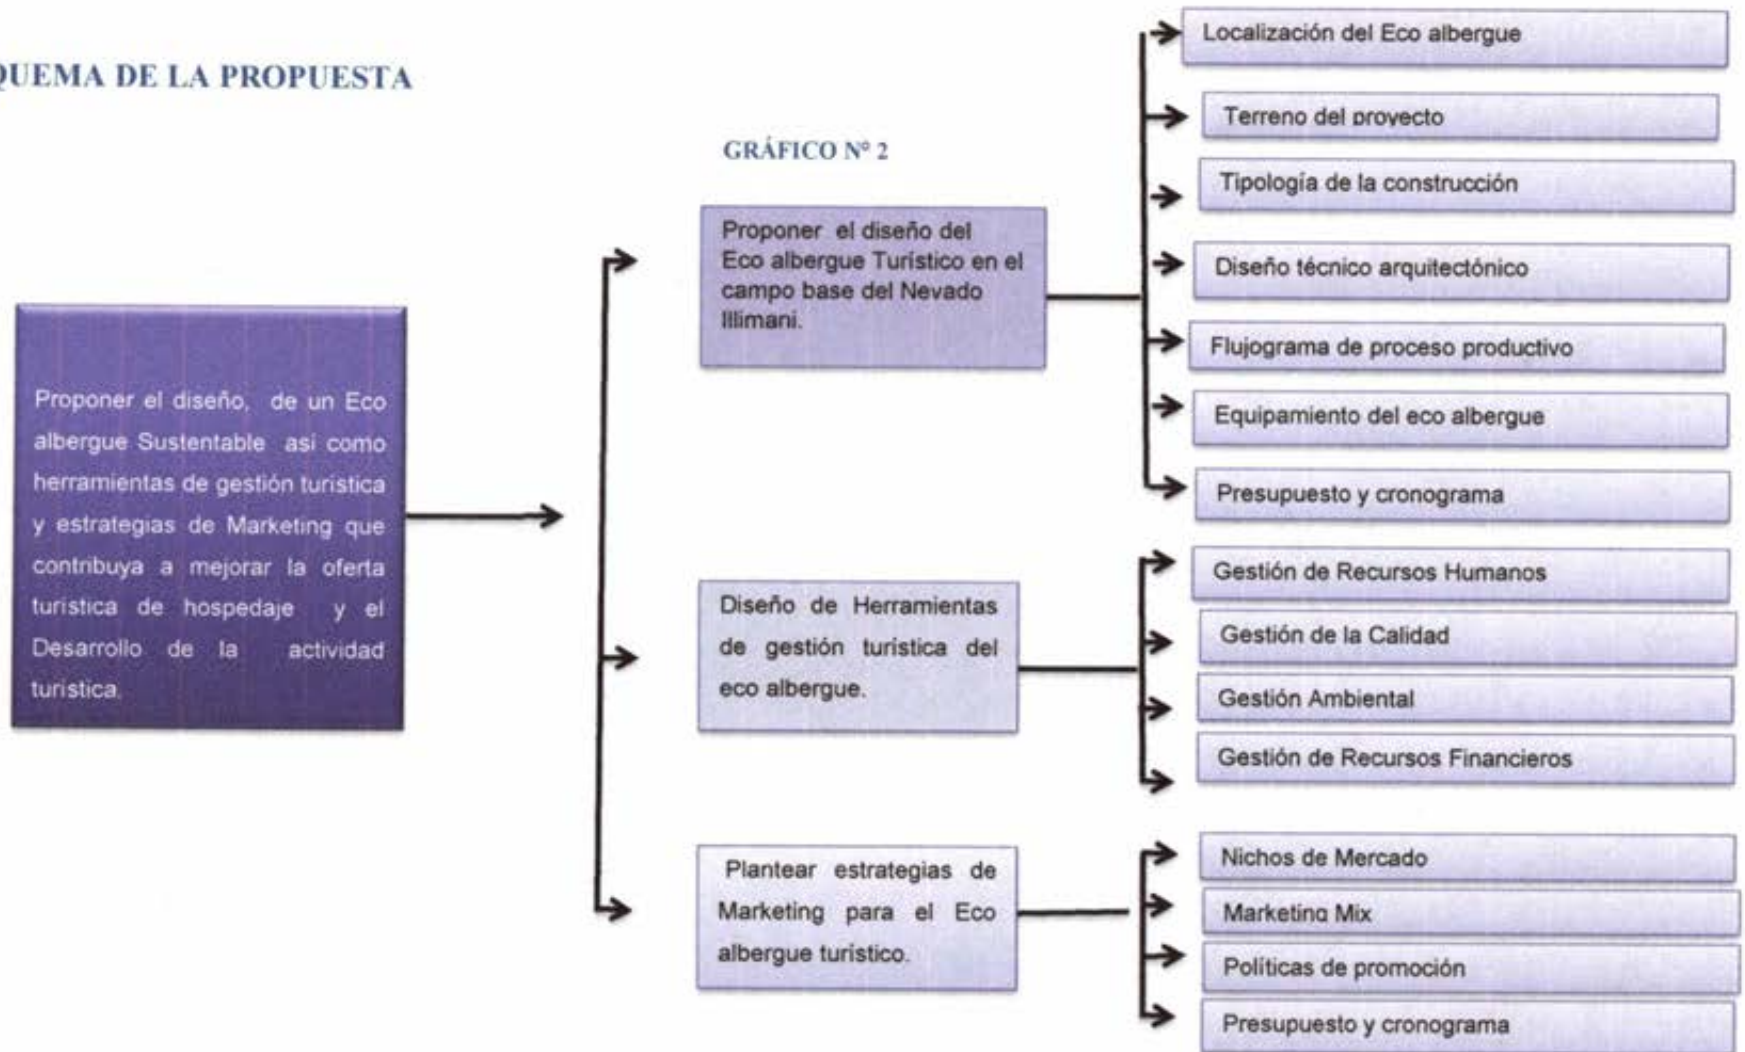 QUEMA DE LA PROPUESTA
GRÁFICO Nº 2
Proponer el diseño, de un Eco
albergue Sustentable asi como
herramientas de gestión turistica
y estrategias de Marketing que
contribuya a mejorar la oferta
turistica de hospedaje y el
Desarrollo de la actividad
turistica.
Proponer el diseño del
Eco albergue Turístico en el
campo base del Nevado
Illimani.
Localización del Eco albergue
Terreno del proyecto
Tipología de la construcción
Diseño técnico arquitectónico
Flujograma de proceso productivo
Equipamiento del eco albergue
Presupuesto y cronograma
Diseño de Herramientas
de gestión turística del
eco albergue.
Gestión de Recursos Humanos
Gestión de la Calidad
Gestión Ambiental
Gestión de Recursos Financieros
Plantear estrategias de
Marketing para el Eco
albergue turístico.
Nichos de Mercado
Marketing Mix
Políticas de promoción
Presupuesto y cronograma